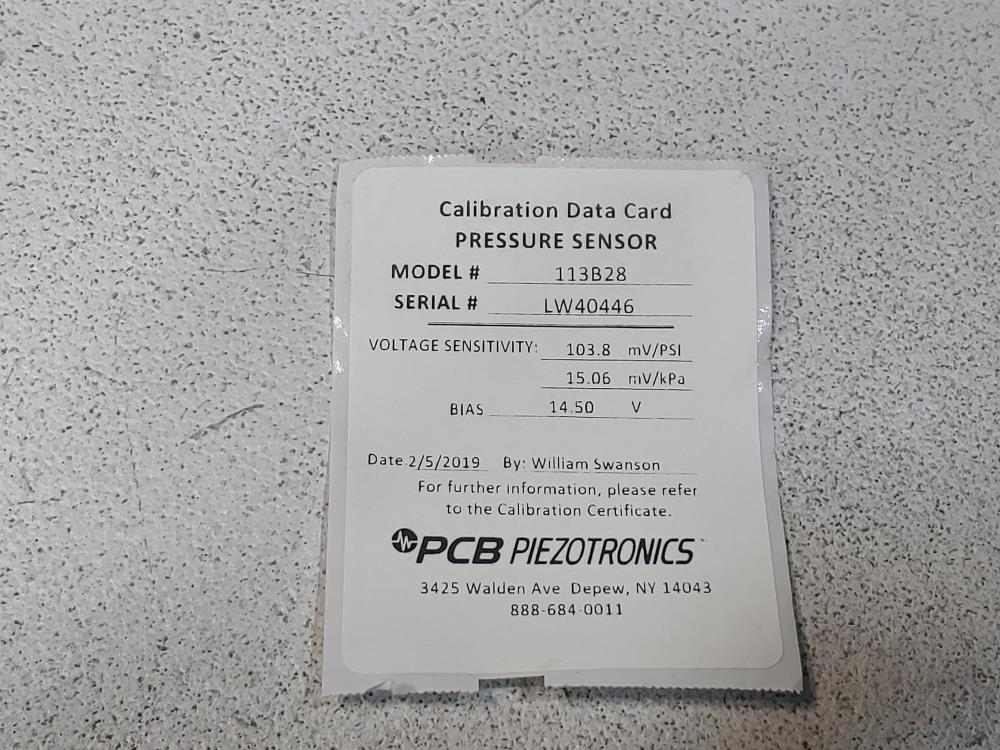 Calibration Data Card
PRESSURE SENSOR
MODEL # 113B28
SERIAL # LW40446
VOLTAGE SENSITIVITY: 103.8 mV/PSI
15.06 mV/kPa
BIAS 14.50 V
Date 2/5/2019 By: William Swanson
For further information, please refer
to the Calibration Certificate.
PCB PIEZOTRONICS
3425 Walden Ave Depew, NY 14043
888-684-0011